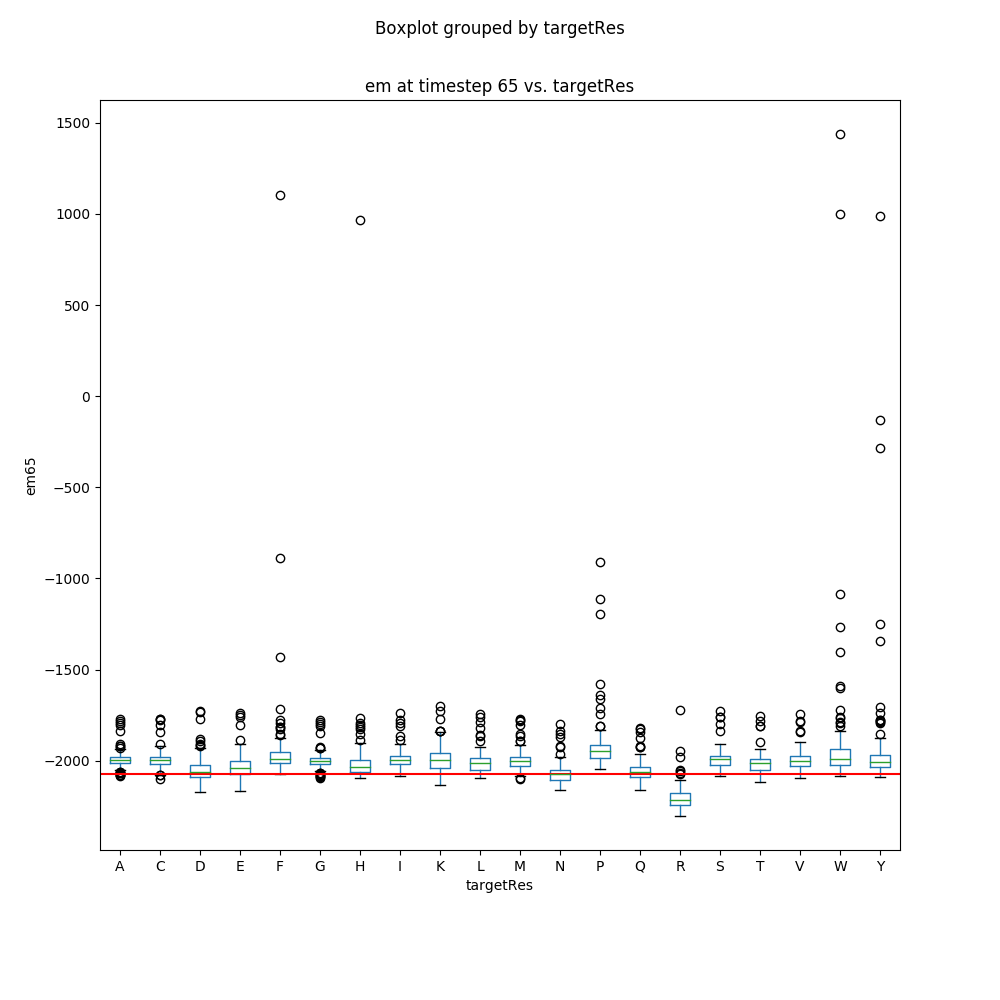 Boxplot grouped by targetRes
em at timestep 65 vs. targetRes
1500
1000
500
0
−500
−1000
−1500
−2000
em65
A C D E F G H I K L M N P Q R S T V W Y
targetRes